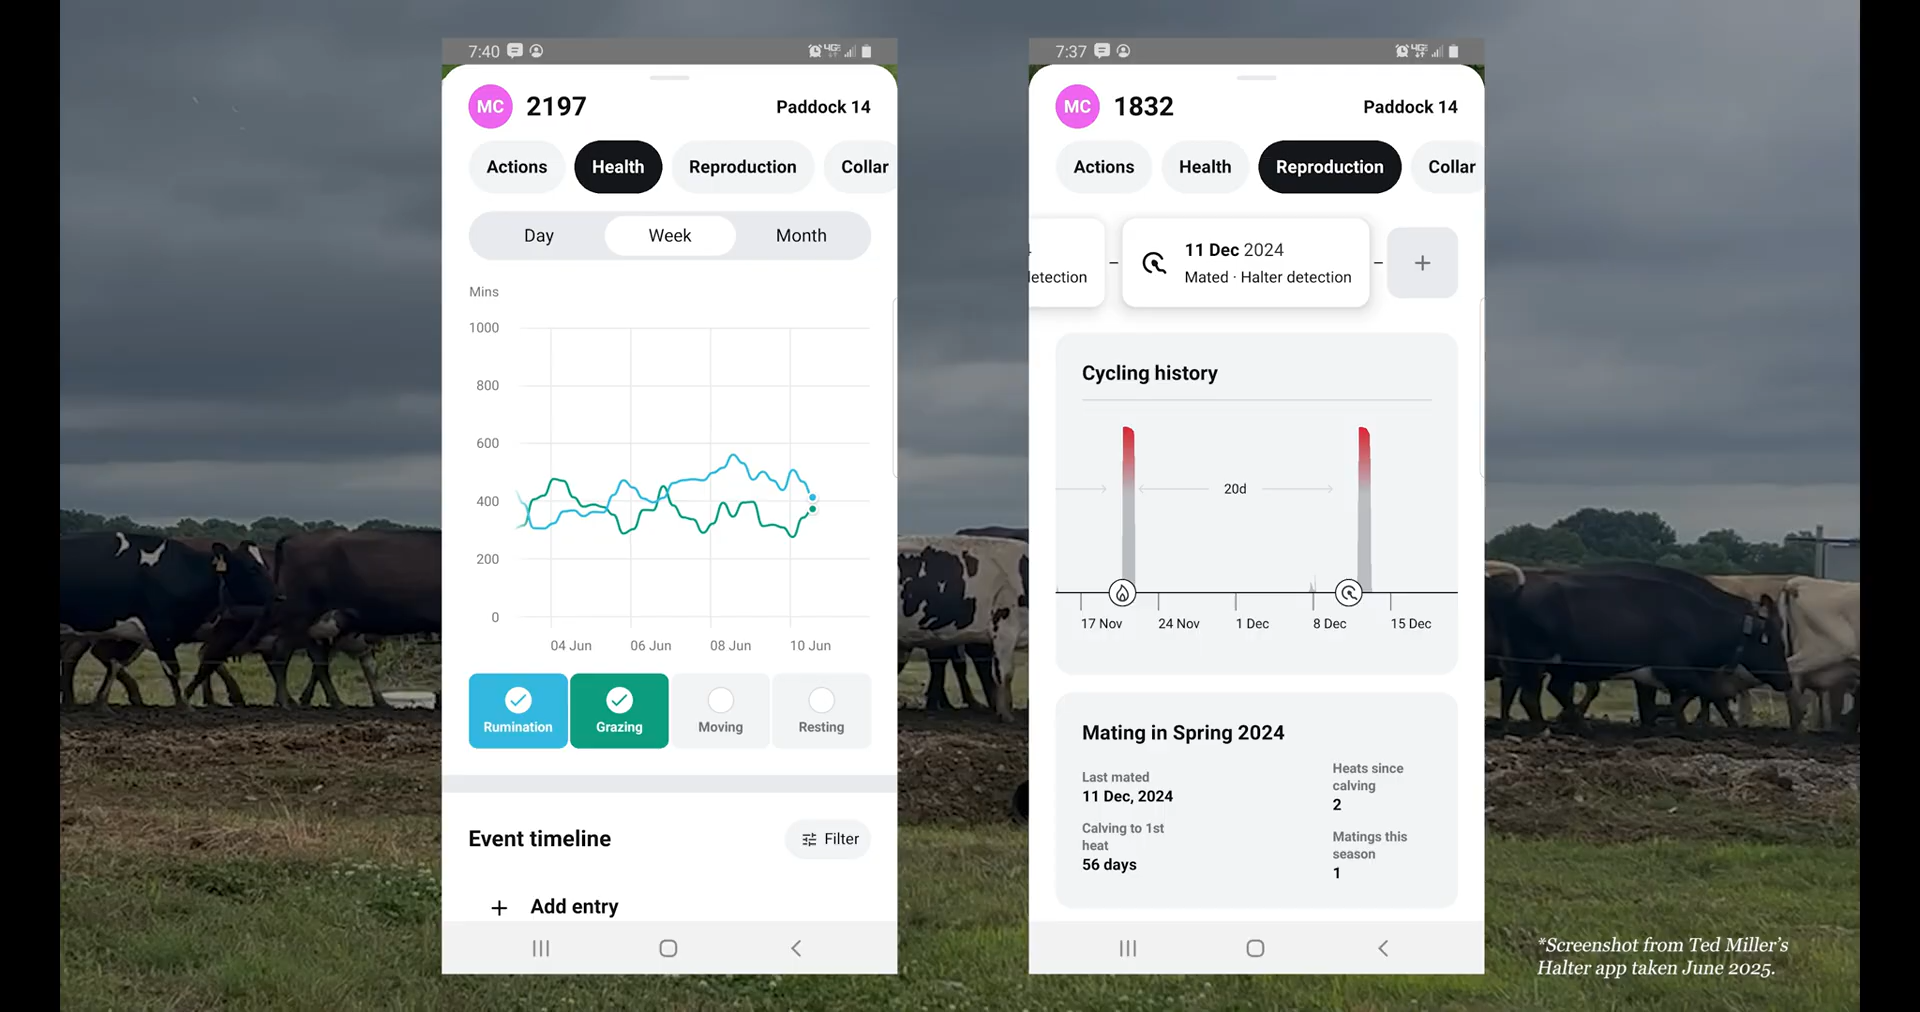 7:40
MC 2197 Paddock 14
Actions Health Reproduction Collar
Day Week Month
Mins
1000
800
600
400
200
0
04 Jun 06 Jun 08 Jun 10 Jun
Rumination Grazing Moving Resting
Event timeline Filter
+ Add entry
7:37
MC 1832 Paddock 14
Actions Health Reproduction Collar
11 Dec 2024
etection
Mated · Halter detection
+
Cycling history
20d
17 Nov 24 Nov 1 Dec 8 Dec 15 Dec
Mating in Spring 2024
Last mated
11 Dec, 2024
Calving to 1st
heat
56 days
Heats since
calving
2
Matings this
season
1
*Screenshot from Ted Miller's
Halter app taken June 2025.